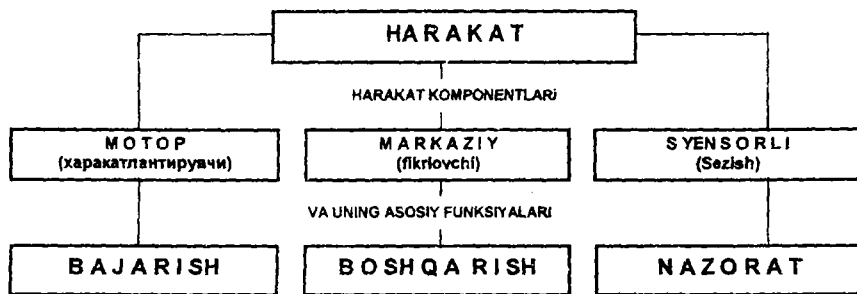 HARAKAT
HARAKAT KOMPONENTLARI
МОТОР
(харакатлантирувчи)
MARKAZIY
(fikrlovchi)
SYENSORLI
(Sezish)
VA UNING ASOSIY FUNKSIYALARI
BAJARISH
BOSHQARISH
NAZORAT